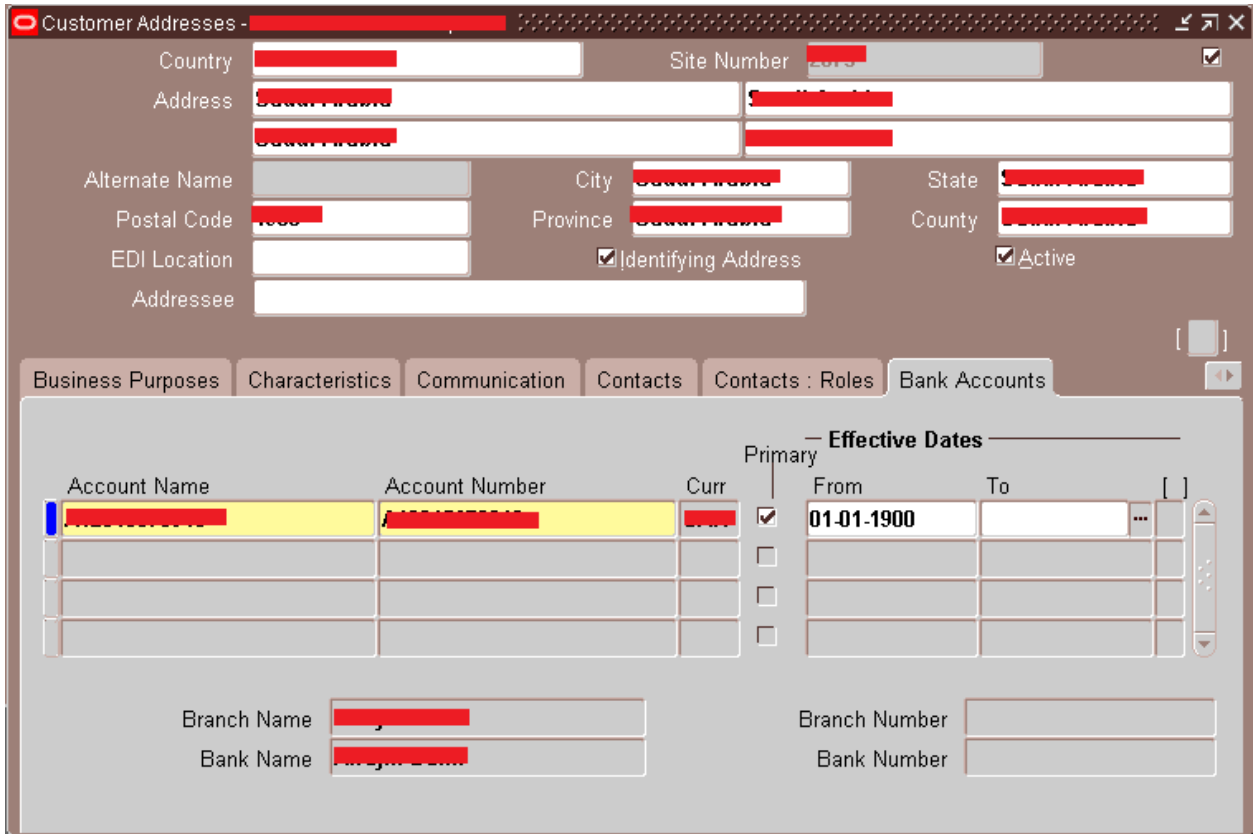 Customer Addresses -
Country
Site Number
Address
Alternate Name
City
State
Postal Code
Province
County
EDI Location
Identifying Address
Active
Addressee
[ ]
Business Purposes
Characteristics
Communication
Contacts
Contacts : Roles
Bank Accounts
Effective Dates
Primary
Account Name
Account Number
Curr
From
To
[ ]
01-01-1900
...
Branch Name
Branch Number
Bank Name
Bank Number